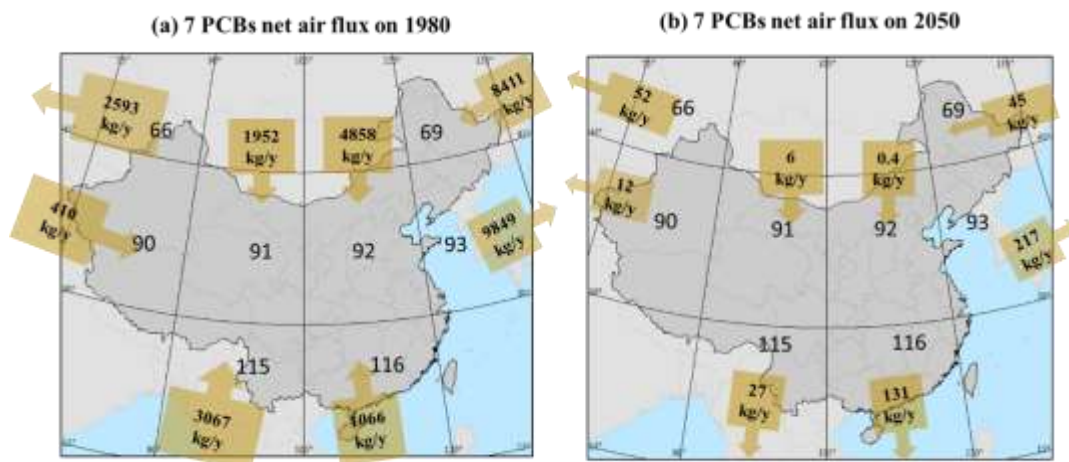 (a) 7 PCBs net air flux on 1980
(b) 7 PCBs net air flux on 2050
2593
kg/y
66
1952
kg/y
4858
kg/y
69
8411
kg/y
410
kg/y
90
91
92
93
9849
kg/y
115
116
3067
kg/y
1066
kg/y
52
kg/y
66
6
kg/y
0.4
kg/y
69
45
kg/y
12
kg/y
90
91
92
93
217
kg/y
115
116
27
kg/y
131
kg/y